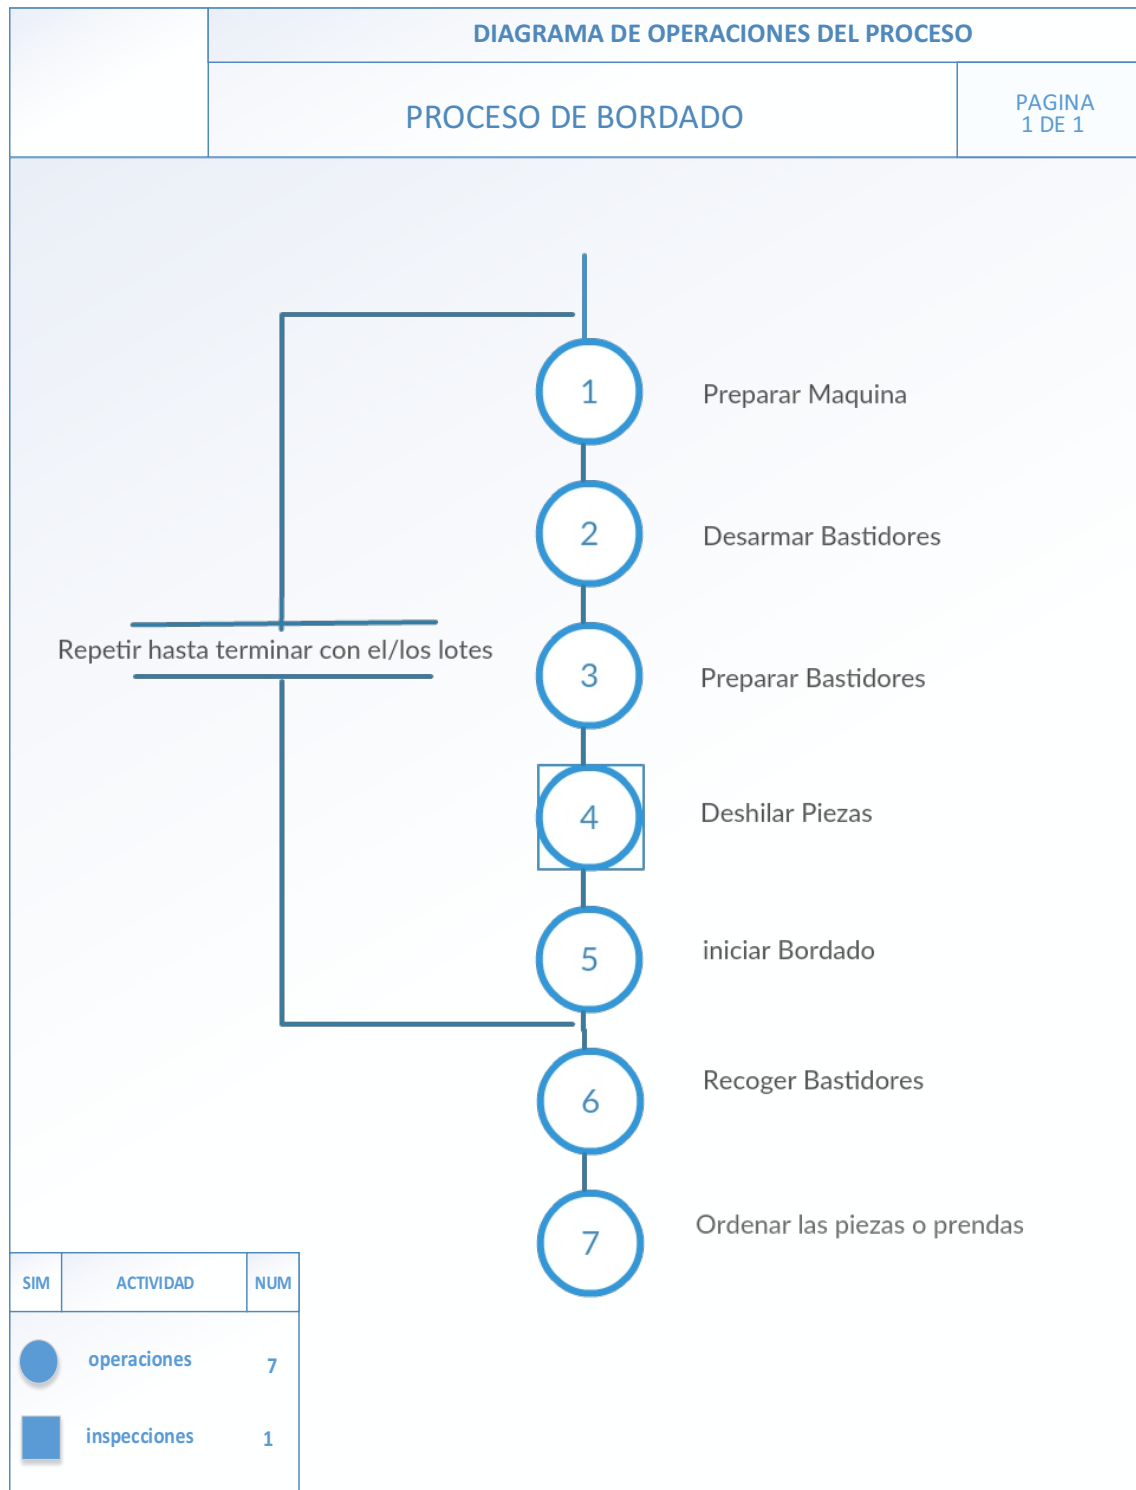 DIAGRAMA DE OPERACIONES DEL PROCESO
PROCESO DE BORDADO
PAGINA
1 DE 1
1
Preparar Maquina
2
Desarmar Bastidores
Repetir hasta terminar con el/los lotes
3
Preparar Bastidores
4
Deshilar Piezas
5
iniciar Bordado
6
Recoger Bastidores
7
Ordenar las piezas o prendas
SIM ACTIVIDAD NUM
operaciones 7
inspecciones 1